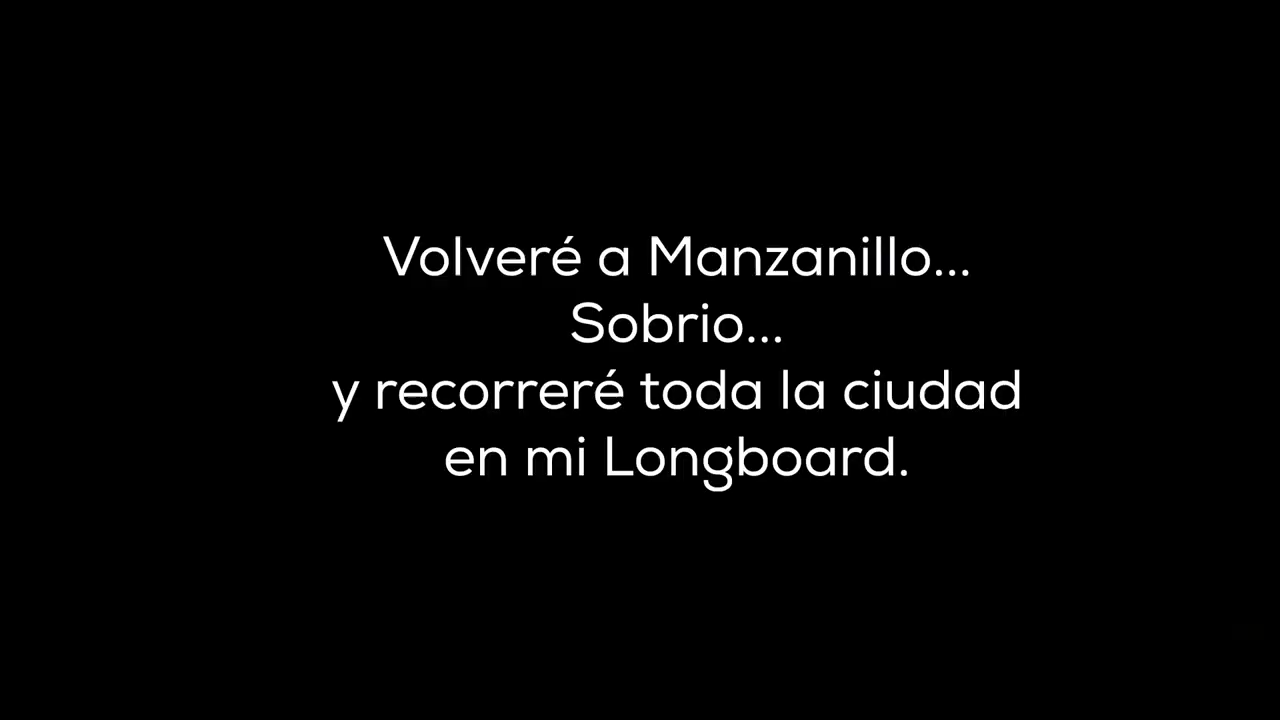 Volveré a Manzanillo...
Sobrio...
y recorreré toda la ciudad
en mi Longboard.